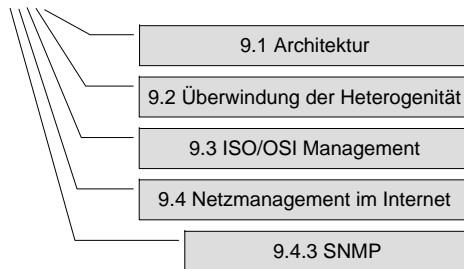 9.1 Architektur
9.2 Überwindung der Heterogenität
9.3 ISO/OSI Management
9.4 Netzmanagement im Internet
9.4.3 SNMP